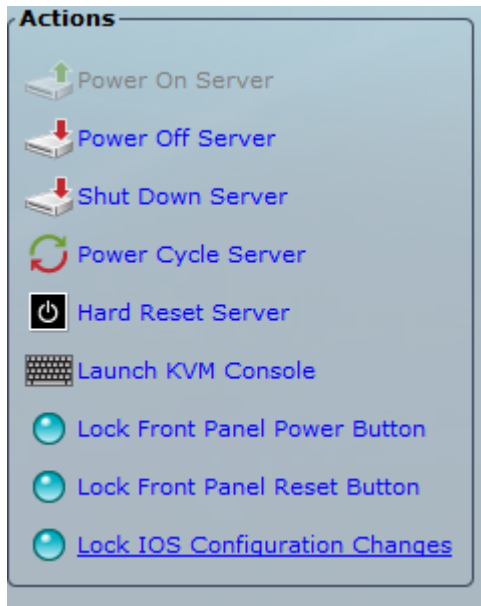 Actions
Power On Server
Power Off Server
Shut Down Server
Power Cycle Server
Hard Reset Server
Launch KVM Console
Lock Front Panel Power Button
Lock Front Panel Reset Button
Lock IOS Configuration Changes